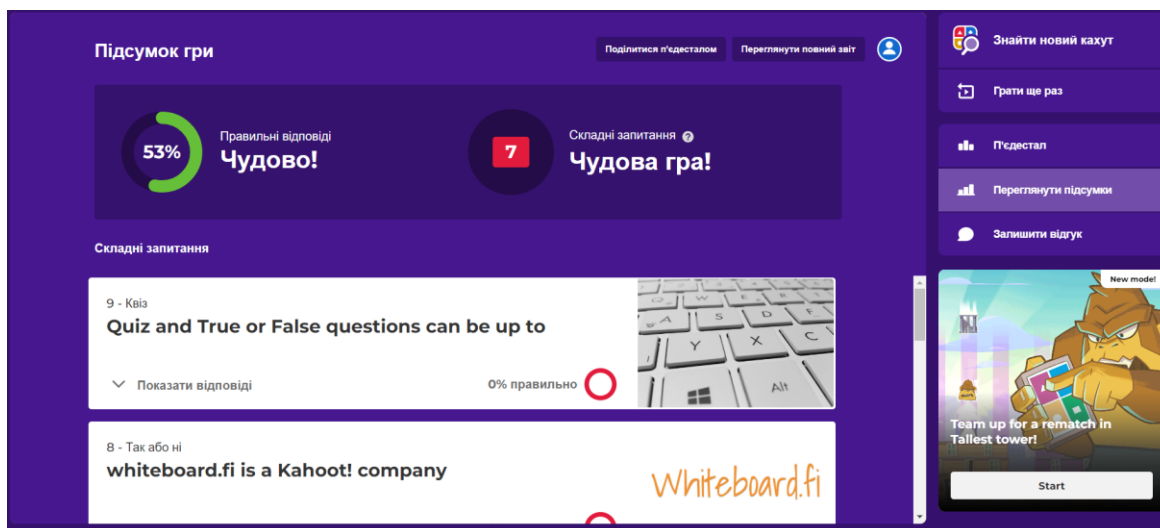 Підсумок гри
Поділитися п'єдесталом
Переглянути повний звіт
53%
Правильні відповіді
Чудово!
7
Складні запитання
Чудова гра!
Складні запитання
9 - Квіз
Quiz and True or False questions can be up to
Показати відповіді
0% правильно
Alt
8 - Так або ні
whiteboard.fi is a Kahoot! company
Whiteboard.fi
Знайти новий кахут
Грати ще раз
П'єдестал
Переглянути підсумки
Залишити відгук
New mode!
Team up for a rematch in
Tallest tower!
Start